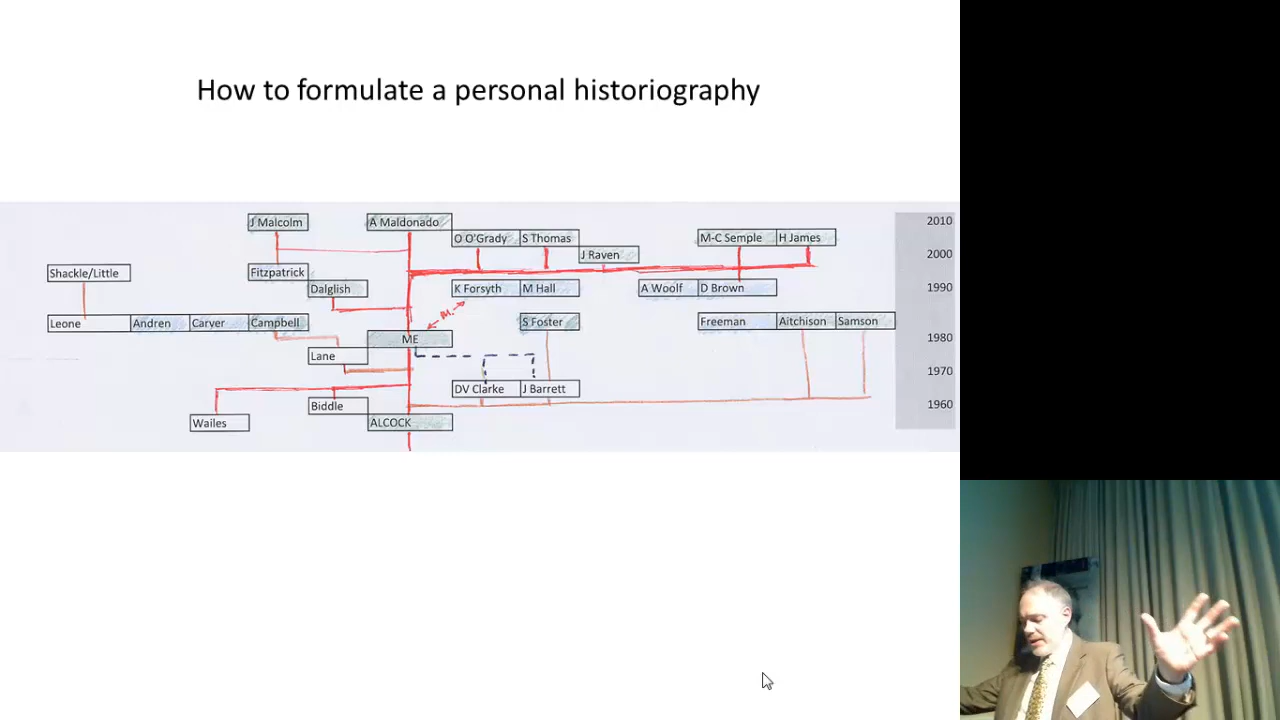 How to formulate a personal historiography
J Malcolm
A Maldonado
2010
O O'Grady
S Thomas
M-C Semple
H James
J Raven
2000
Shackle/Little
Fitzpatrick
Dalglish
K Forsyth
M Hall
A Woolf
D Brown
1990
M.
Leone
Andren
Carver
Campbell
S Foster
Freeman
Aitchison
Samson
ME
1980
Lane
1970
DV Clarke
J Barrett
Biddle
1960
Wailes
ALCOCK